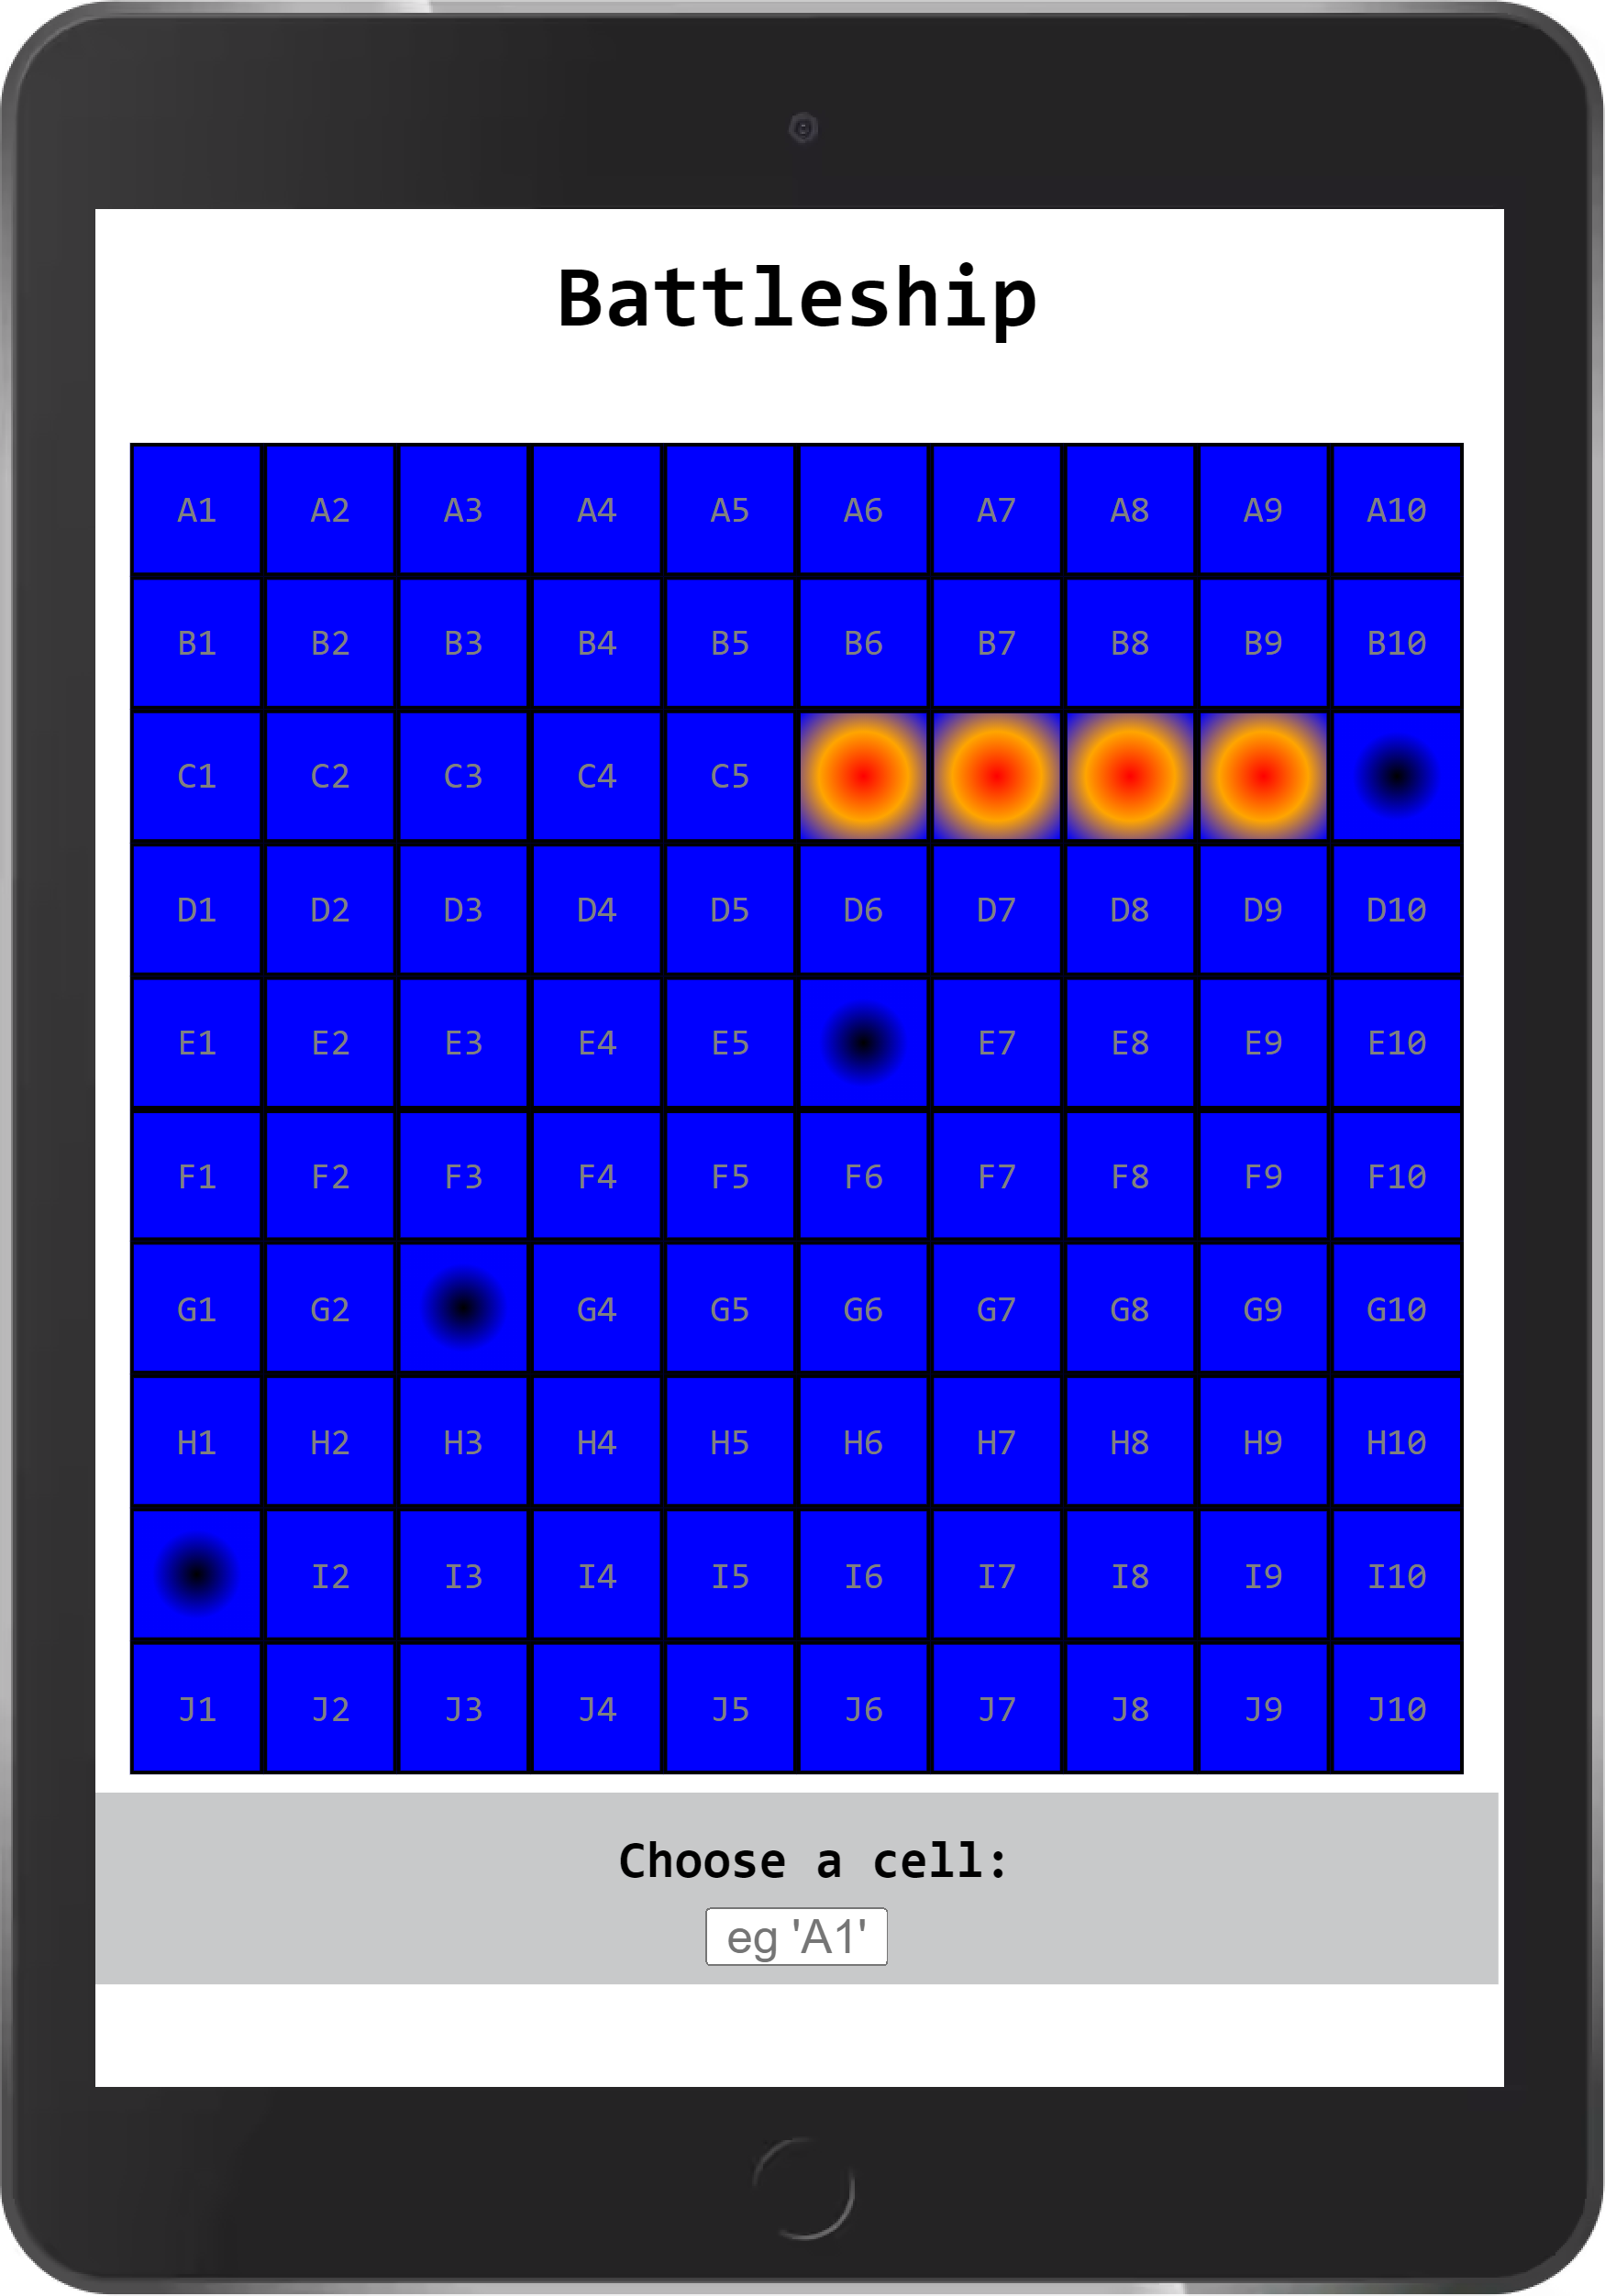 Battleship
A1 A2 A3 A4 A5 A6 A7 A8 A9 A10
B1 B2 B3 B4 B5 B6 B7 B8 B9 B10
C1 C2 C3 C4 C5
D1 D2 D3 D4 D5 D6 D7 D8 D9 D10
E1 E2 E3 E4 E5 E7 E8 E9 E10
F1 F2 F3 F4 F5 F6 F7 F8 F9 F10
G1 G2 G4 G5 G6 G7 G8 G9 G10
H1 H2 H3 H4 H5 H6 H7 H8 H9 H10
I2 I3 I4 I5 I6 I7 I8 I9 I10
J1 J2 J3 J4 J5 J6 J7 J8 J9 J10
Choose a cell:
eg 'A1'